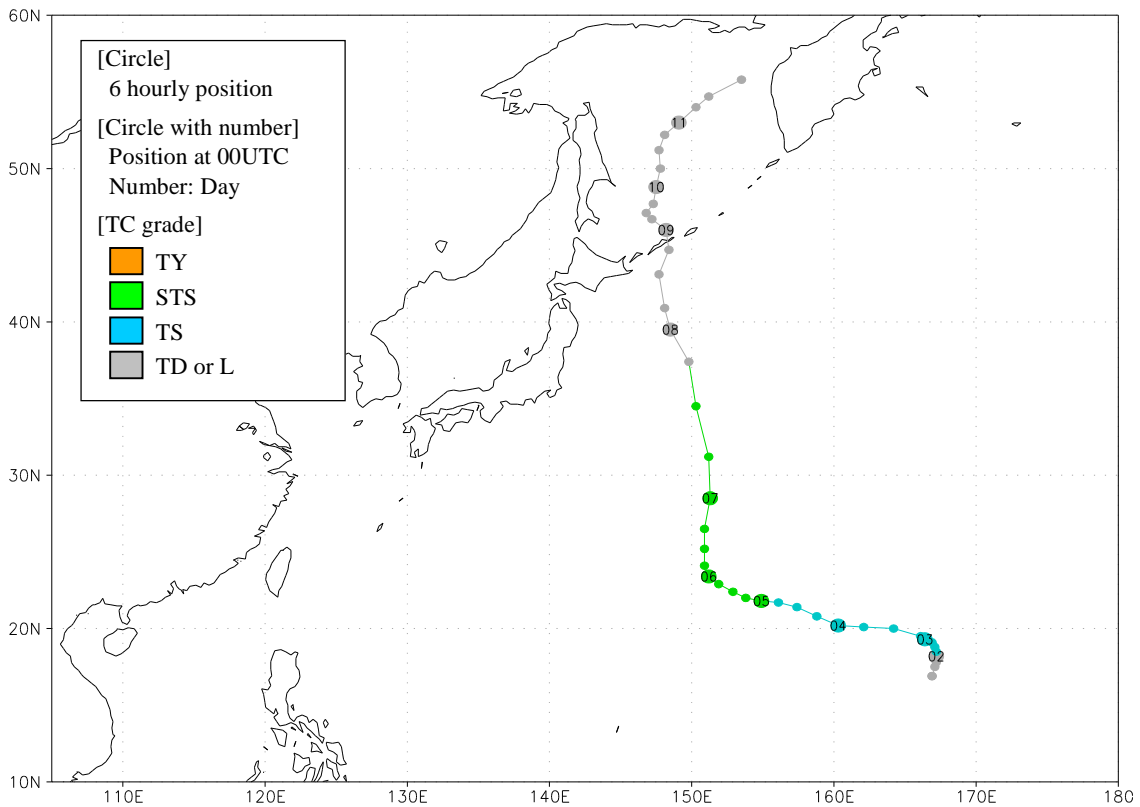 60N
50N
40N
30N
20N
10N
[Circle]
6 hourly position
[Circle with number]
Position at 00UTC
Number: Day
[TC grade]
TY
STS
TS
TD or L
11
10
09
08
07
06
05
04
03
02
110E
120E
130E
140E
150E
160E
170E
180